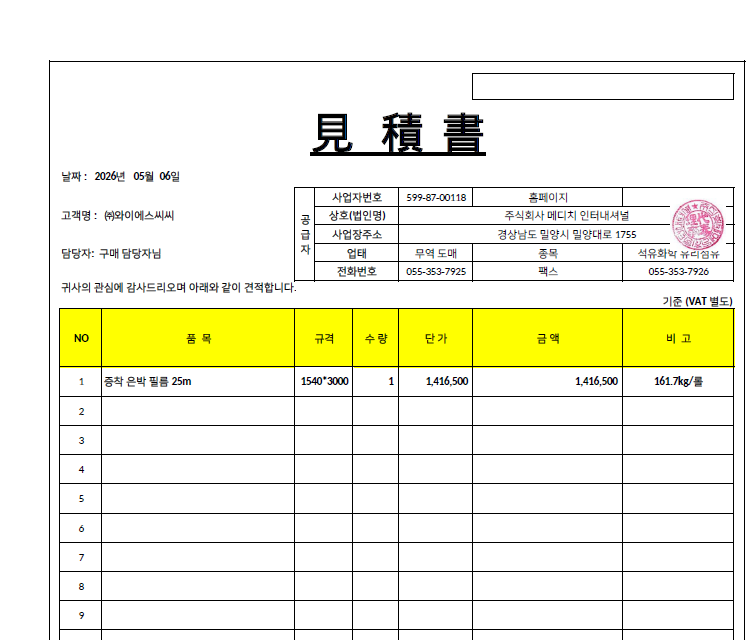 見 積 書
날짜 : 2026년 05월 06일
고객명 : ㈜와이에스씨씨
담당자: 구매 담당자님
귀사의 관심에 감사드리오며 아래와 같이 견적합니다.
공급자
사업자번호 599-87-00118 홈페이지
상호(법인명) 주식회사 메디치 인터내셔널
사업장주소 경상남도 밀양시 밀양대로 1755
업태 무역 도매 종목 석유화학 유리섬유
전화번호 055-353-7925 팩스 055-353-7926
기준 (VAT 별도)
NO 품 목 규격 수 량 단 가 금 액 비 고
1 증착 은박 필름 25m 1540*3000 1 1,416,500 1,416,500 161.7kg/롤
2
3
4
5
6
7
8
9